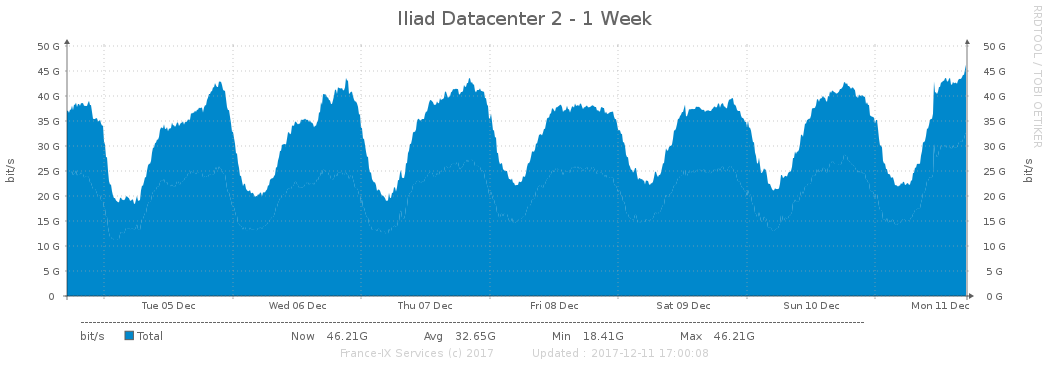 Iliad Datacenter 2 - 1 Week
RRDTOOL / TOBI OETIKER
50 G 50 G
45 G 45 G
40 G 40 G
35 G 35 G
30 G 30 G
25 G 25 G
20 G 20 G
15 G 15 G
10 G 10 G
5 G 5 G
0 0 G
bit/s bit/s
Tue 05 Dec Wed 06 Dec Thu 07 Dec Fri 08 Dec Sat 09 Dec Sun 10 Dec Mon 11 Dec
bit/s Total Now 46.21G Avg 32.65G Min 18.41G Max 46.21G
France-IX Services (c) 2017 Updated : 2017-12-11 17:00:08